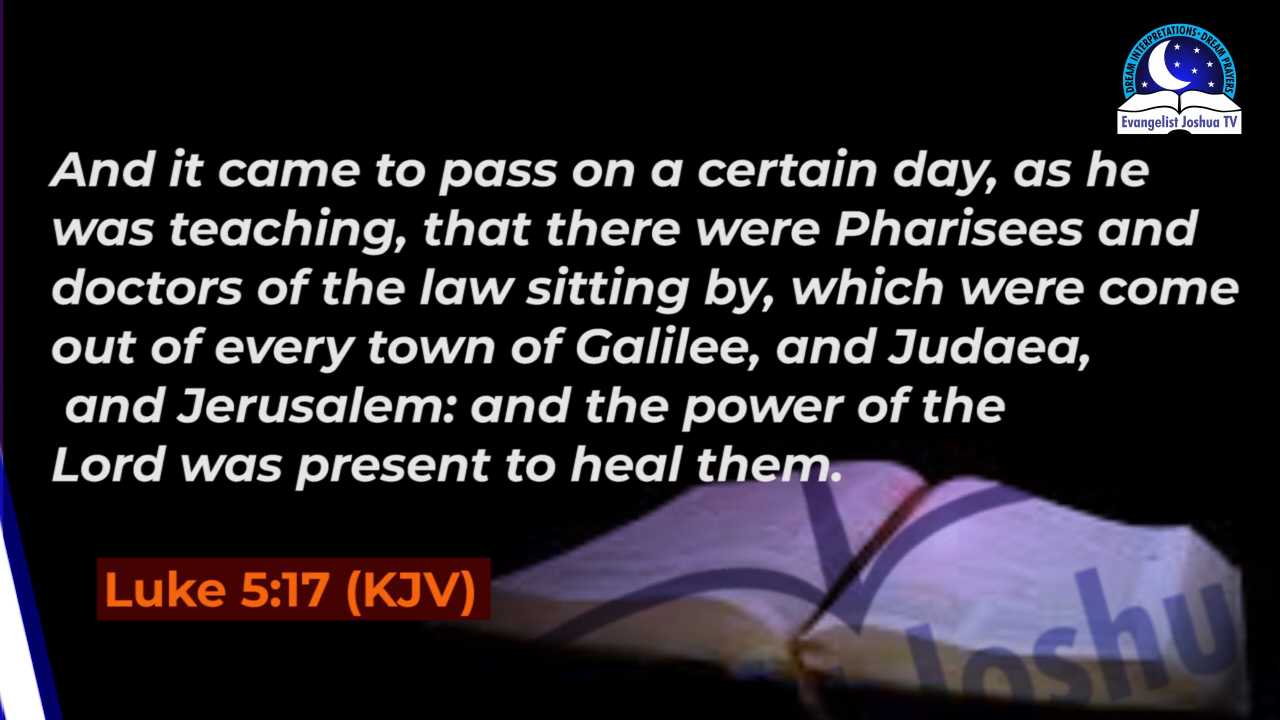 DREAM INTERPRETATIONS • DREAM PRAYERS
Evangelist Joshua TV
And it came to pass on a certain day, as he
was teaching, that there were Pharisees and
doctors of the law sitting by, which were come
out of every town of Galilee, and Judaea,
and Jerusalem: and the power of the
Lord was present to heal them.
Luke 5:17 (KJV)
Joshu